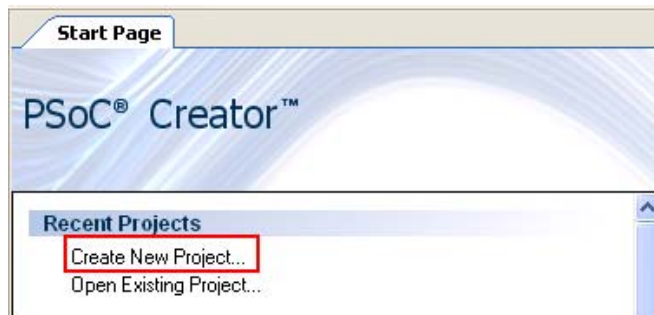 Start Page
PSoC® Creator™
Recent Projects
Create New Project...
Open Existing Project...